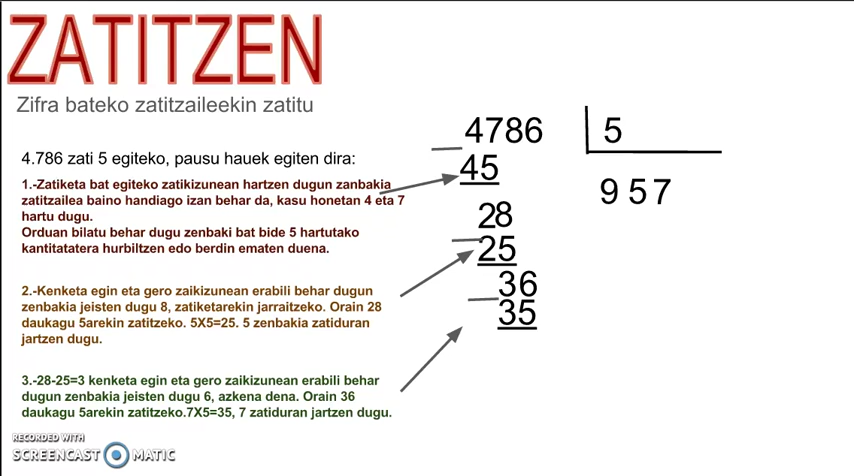 ZATITZEN
Zifra bateko zatitzaileekin zatitu
4.786 zati 5 egiteko, pausu hauek egiten dira:
1.-Zatiketa bat egiteko zatikizunean hartzen dugun zanbakia
zatitzailea baino handiago izan behar da, kasu honetan 4 eta 7
hartu dugu.
Orduan bilatu behar dugu zenbaki bat bide 5 hartutako
kantitatatera hurbiltzen edo berdin ematen duena.
2.-Kenketa egin eta gero zaikizunean erabili behar dugun
zenbakia jeisten dugu 8, zatiketarekin jarraitzeko. Orain 28
daukagu 5arekin zatitzeko. 5X5=25. 5 zenbakia zatiduran
jartzen dugu.
3.-28-25=3 kenketa egin eta gero zaikizunean erabili behar
dugun zenbakia jeisten dugu 6, azkena dena. Orain 36
daukagu 5arekin zatitzeko.7X5=35, 7 zatiduran jartzen dugu.
4786 5
45
9 5 7
28
25
36
35
RECORDED WITH
SCREENCAST MATIC